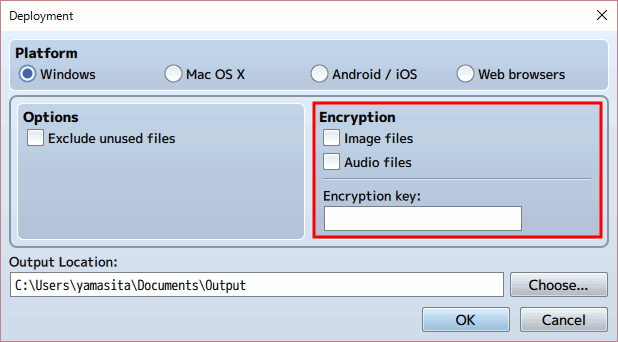 Deployment
Platform
Windows
Mac OS X
Android / iOS
Web browsers
Options
Exclude unused files
Encryption
Image files
Audio files
Encryption key:
Output Location:
C:\Users\yamasita\Documents\Output
Choose...
OK
Cancel